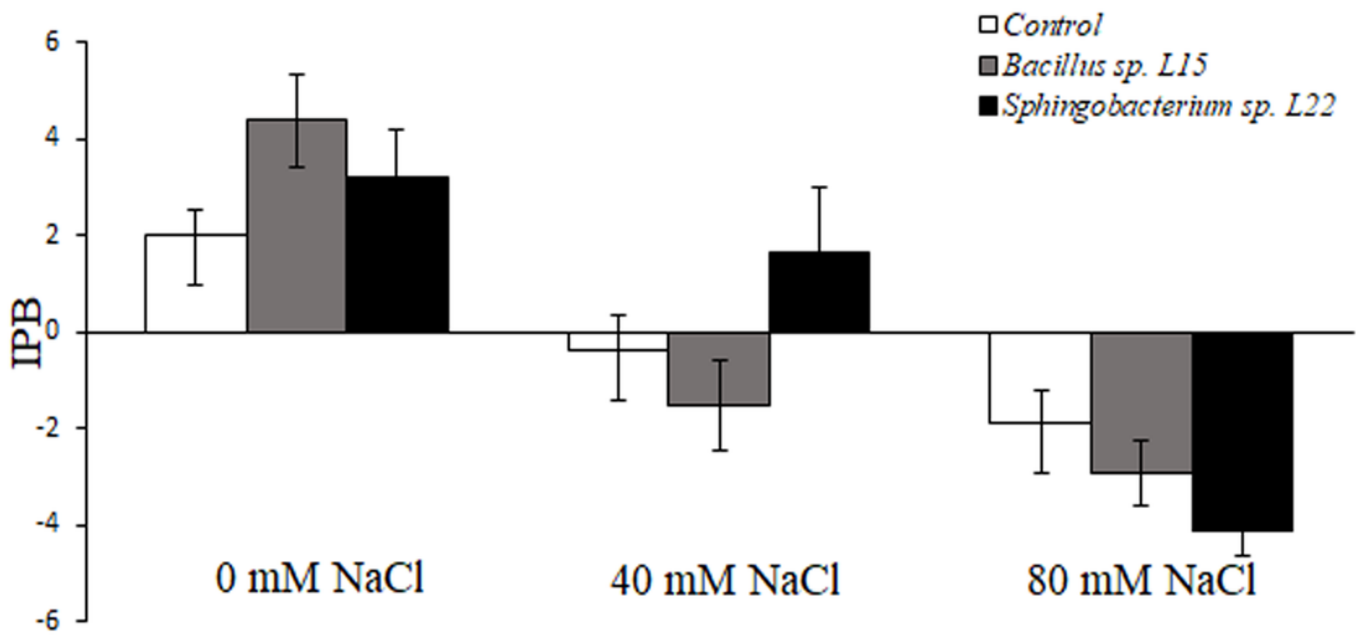 Control
Bacillus sp. L15
Sphingobacterium sp. L22
6
4
2
0
-2
-4
-6
IPB
0 mM NaCl
40 mM NaCl
80 mM NaCl